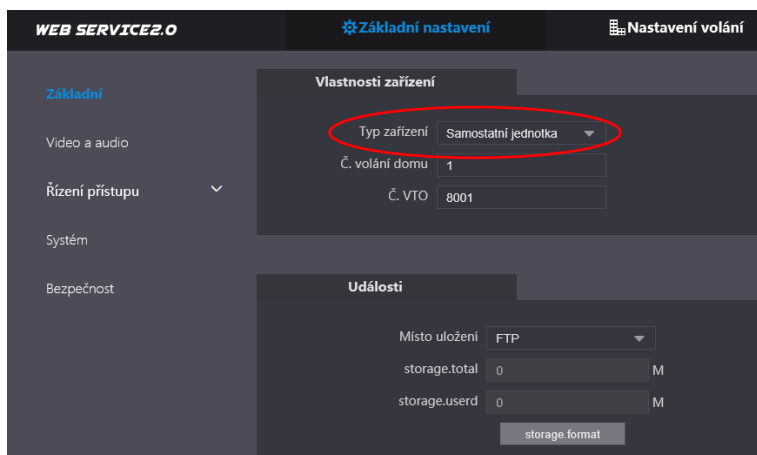 WEB SERVICE2.0
Základní nastavení
Nastavení volání
Základní
Video a audio
Řízení přístupu
Systém
Bezpečnost
Vlastnosti zařízení
Typ zařízení Samostatní jednotka
Č. volání domu 1
Č. VTO 8001
Události
Místo uložení FTP
storage.total 0 M
storage.userd 0 M
storage.format